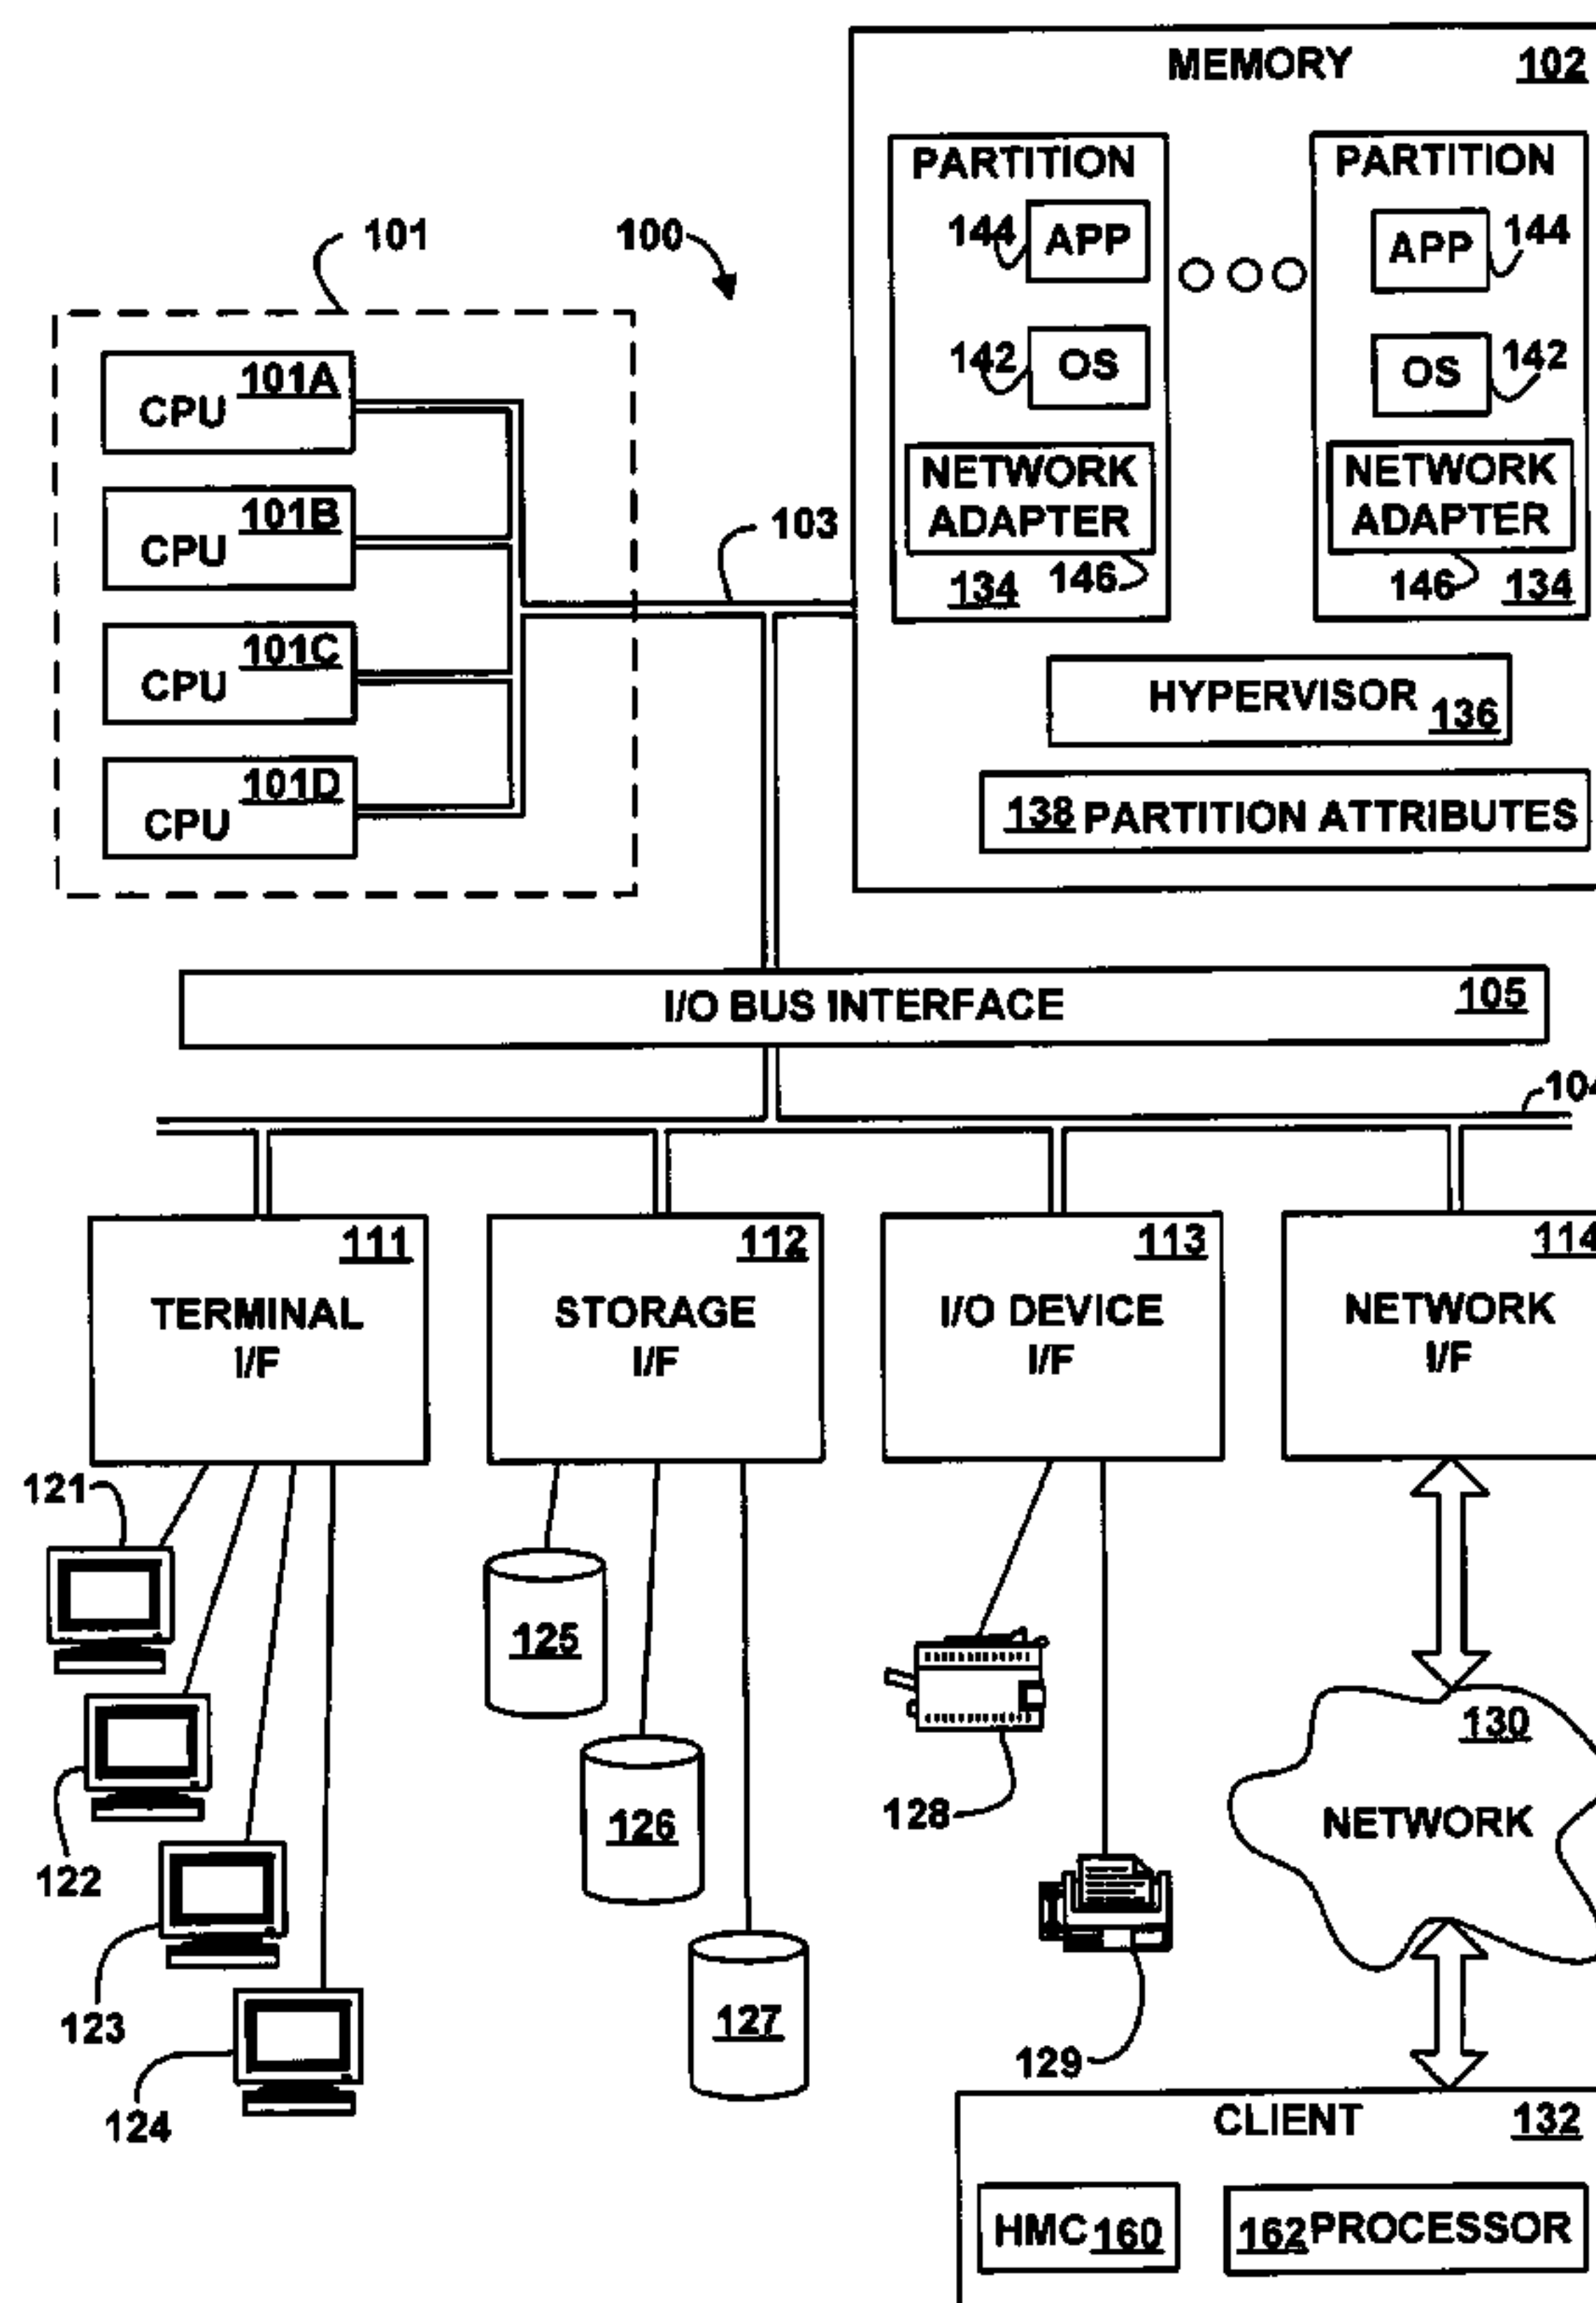 MEMORY 102
PARTITION
144 APP
142 OS
NETWORK
ADAPTER
134 146
PARTITION
APP 144
OS 142
NETWORK
ADAPTER
146 134
HYPERVISOR 136
138 PARTITION ATTRIBUTES
101
100
101A
CPU
101B
CPU
101C
CPU
101D
CPU
103
I/O BUS INTERFACE 105
104
111
TERMINAL
I/F
112
STORAGE
I/F
113
I/O DEVICE
I/F
114
NETWORK
I/F
121
122
123
124
125
126
127
128
129
130
NETWORK
CLIENT 132
HMC 160
162 PROCESSOR